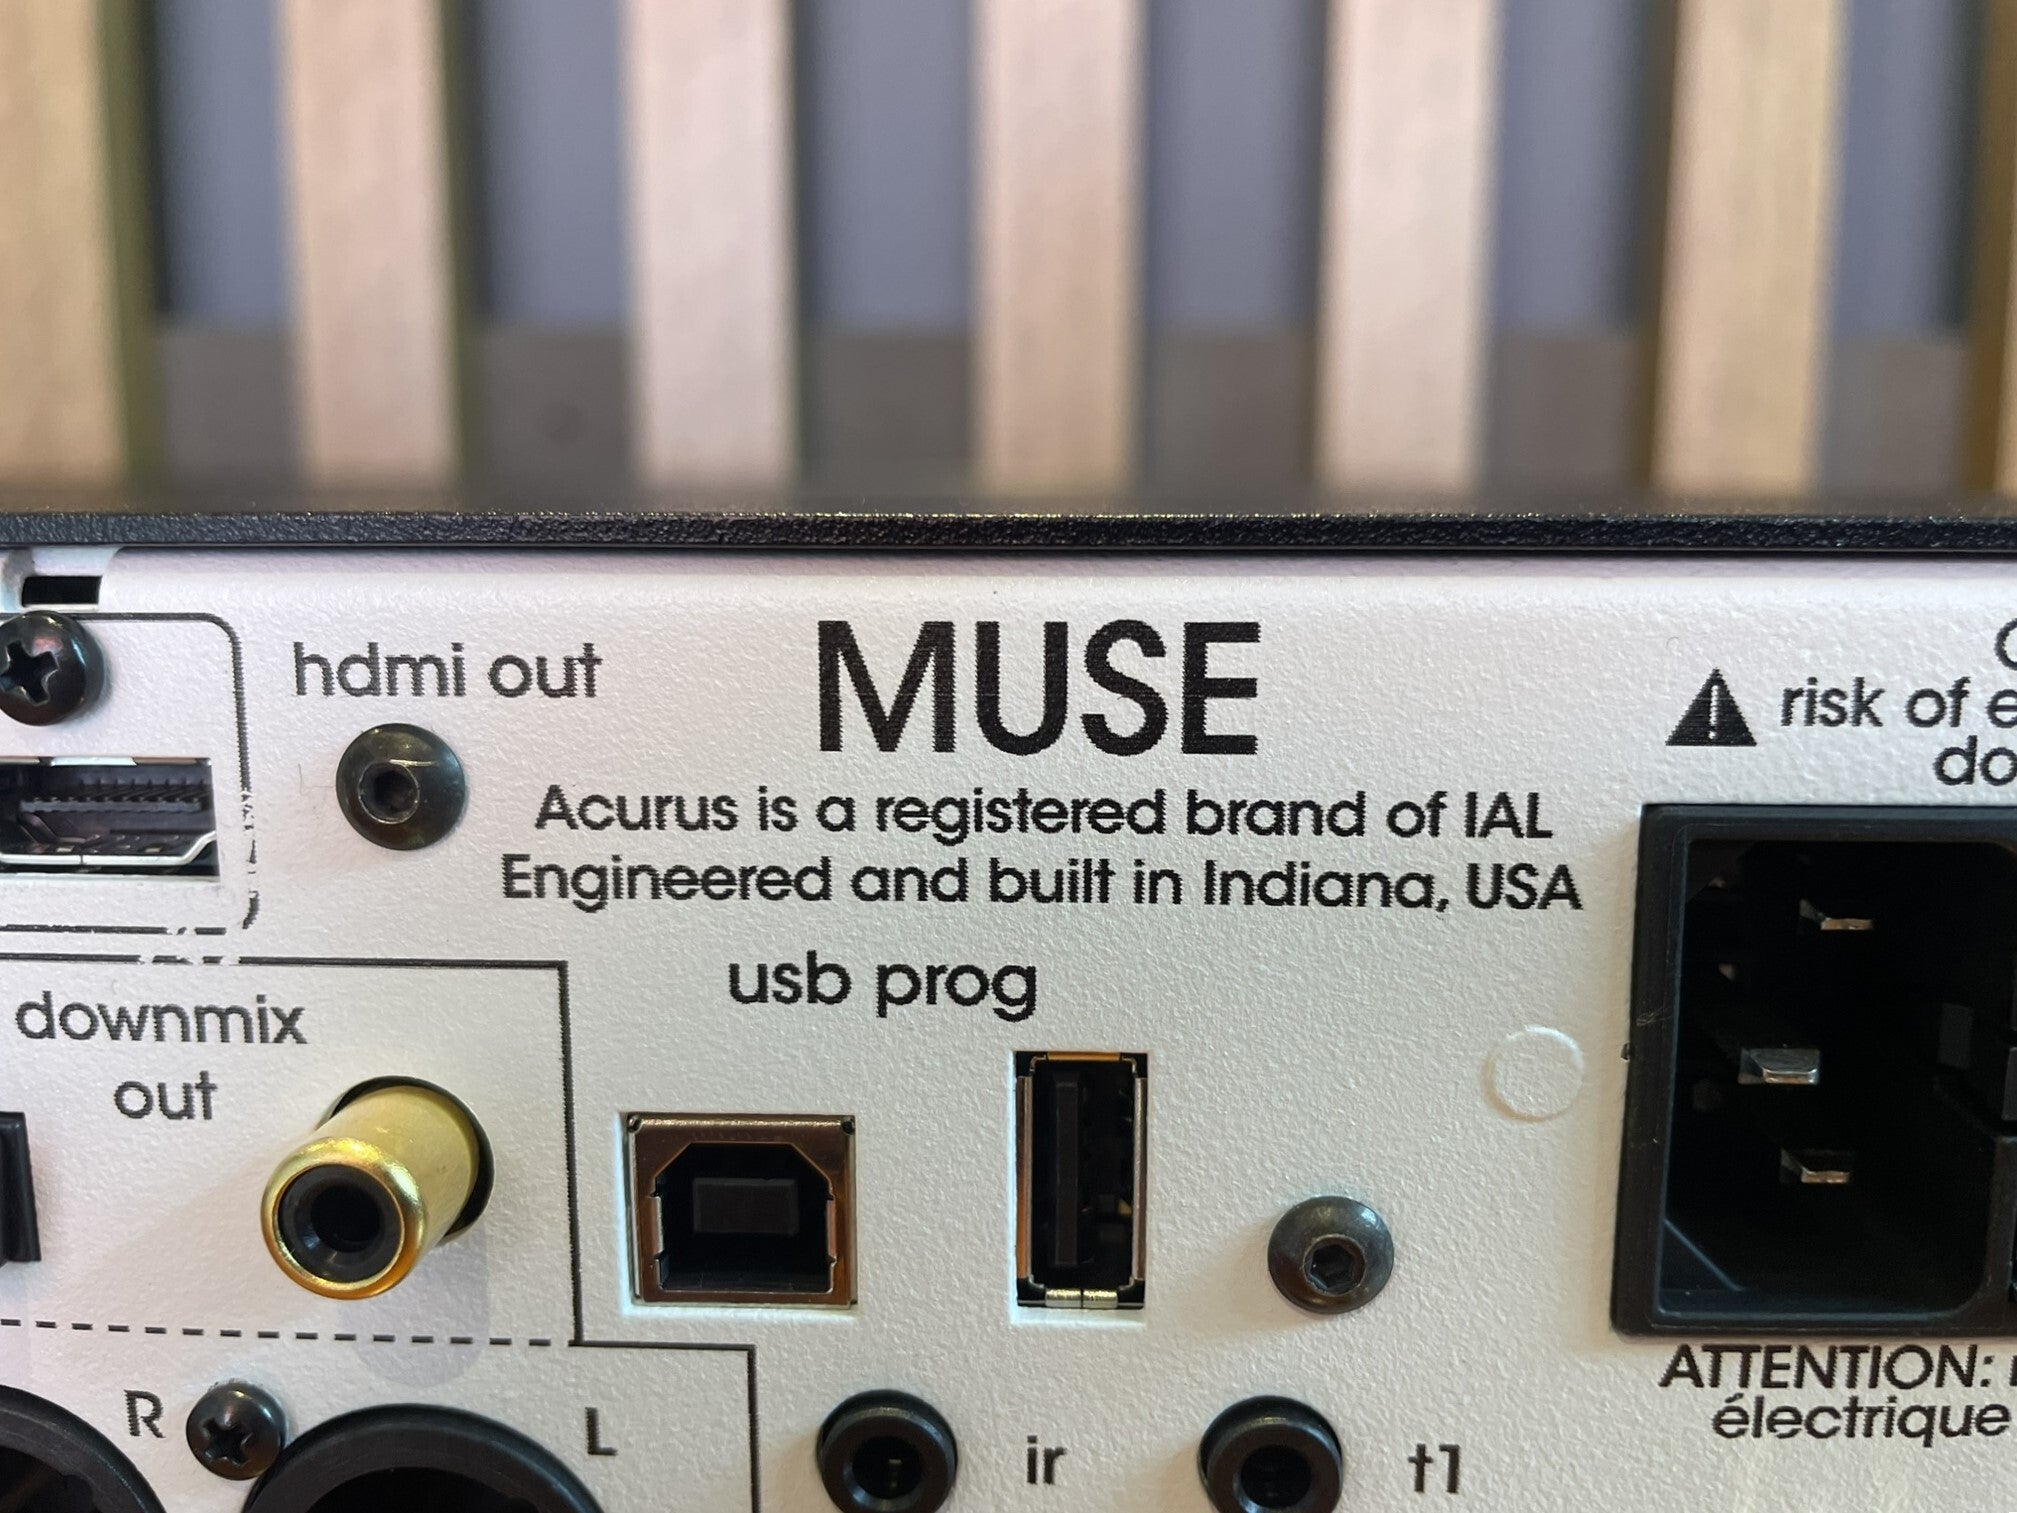 hdmi out
MUSE
Acurus is a registered brand of IAL
Engineered and built in Indiana, USA
risk of
usb prog
downmix
out
ATTENTION:
électrique
R
L
ir
t1